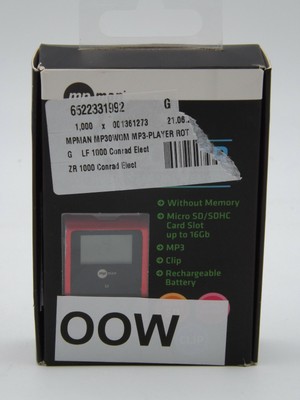 6522331992 G
1,000 x 001361273 21.06.
MPMAN MP30WOM MP3-PLAYER ROT
G LF 1000 Conrad Elect
ZR 1000 Conrad Elect
Without Memory
Micro SD/SDHC
Card Slot
up to 16Gb
MP3
Clip
Rechargeable
Battery
OOW
CLIP